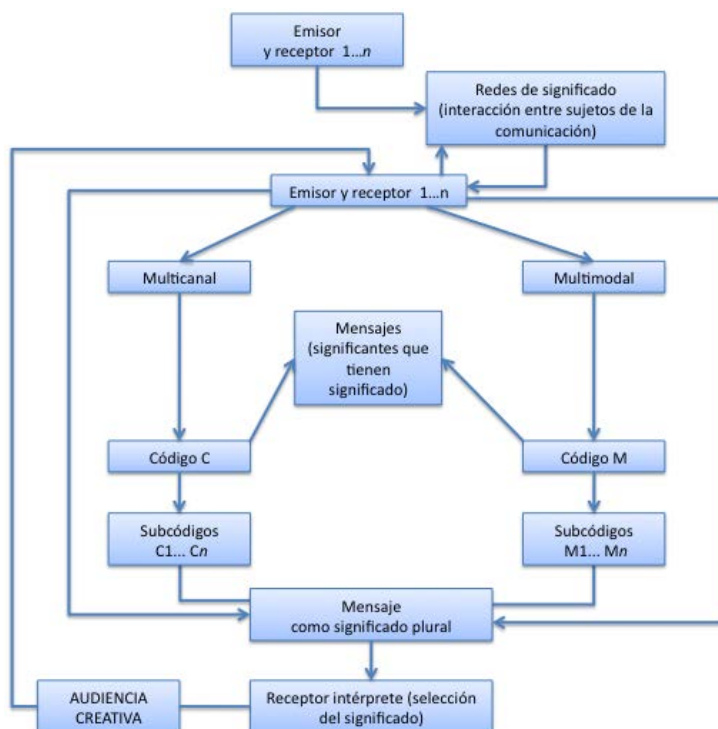 Emisor
y receptor 1...n
Redes de significado
(interacción entre sujetos de la
comunicación)
Emisor y receptor 1...n
Multicanal
Multimodal
Mensajes
(significantes que
tienen
significado)
Código C
Código M
Subcódigos
C1... Cn
Subcódigos
M1... Mn
Mensaje
como significado plural
AUDIENCIA
CREATIVA
Receptor intérprete (selección
del significado)